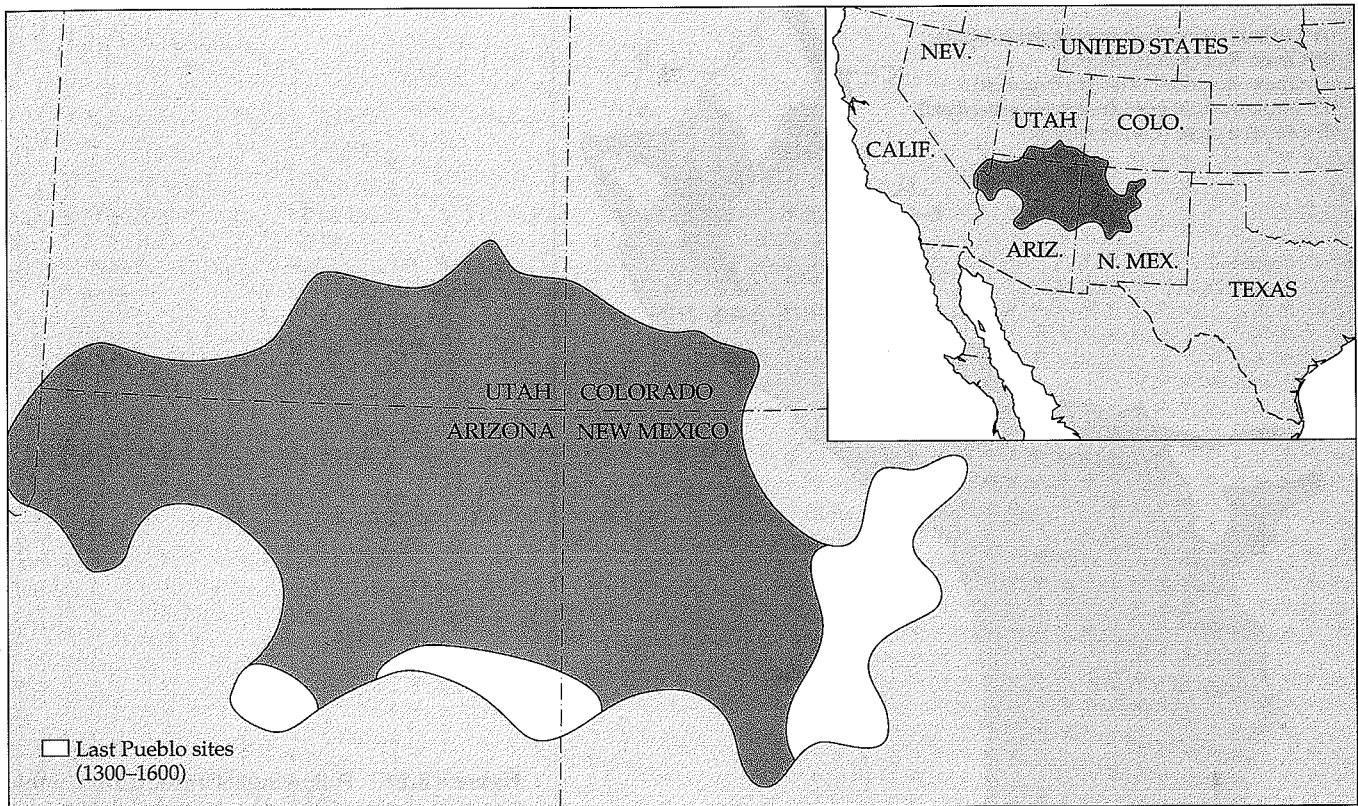 UTAH COLORADO
ARIZONA NEW MEXICO
Last Pueblo sites
(1300–1600)
NEV.
UNITED STATES
UTAH
COLO.
CALIF.
ARIZ.
N. MEX.
TEXAS